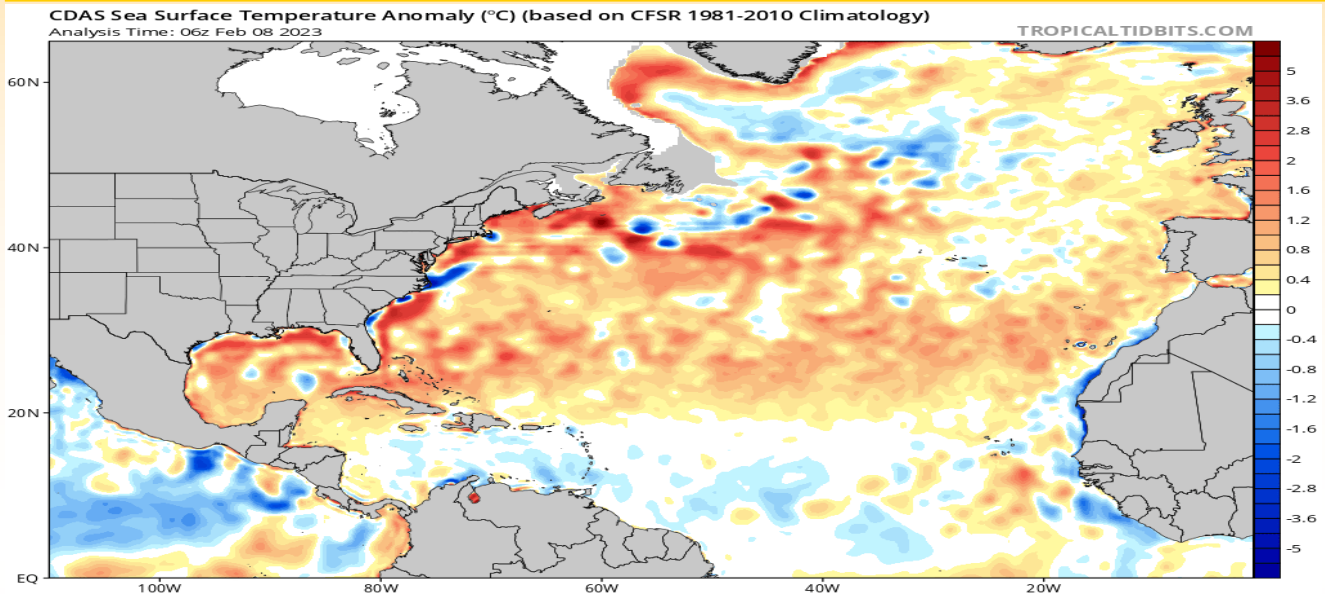 CDAS Sea Surface Temperature Anomaly (°C) (based on CFSR 1981-2010 Climatology)
Analysis Time: 06z Feb 08 2023
TROPICALTIDBITS.COM
60N
40N
20N
EQ
100W
80W
60W
40W
20W
5
3.6
2.8
2
1.6
1.2
0.8
0.4
0
-0.4
-0.8
-1.2
-1.6
-2
-2.8
-3.6
-5